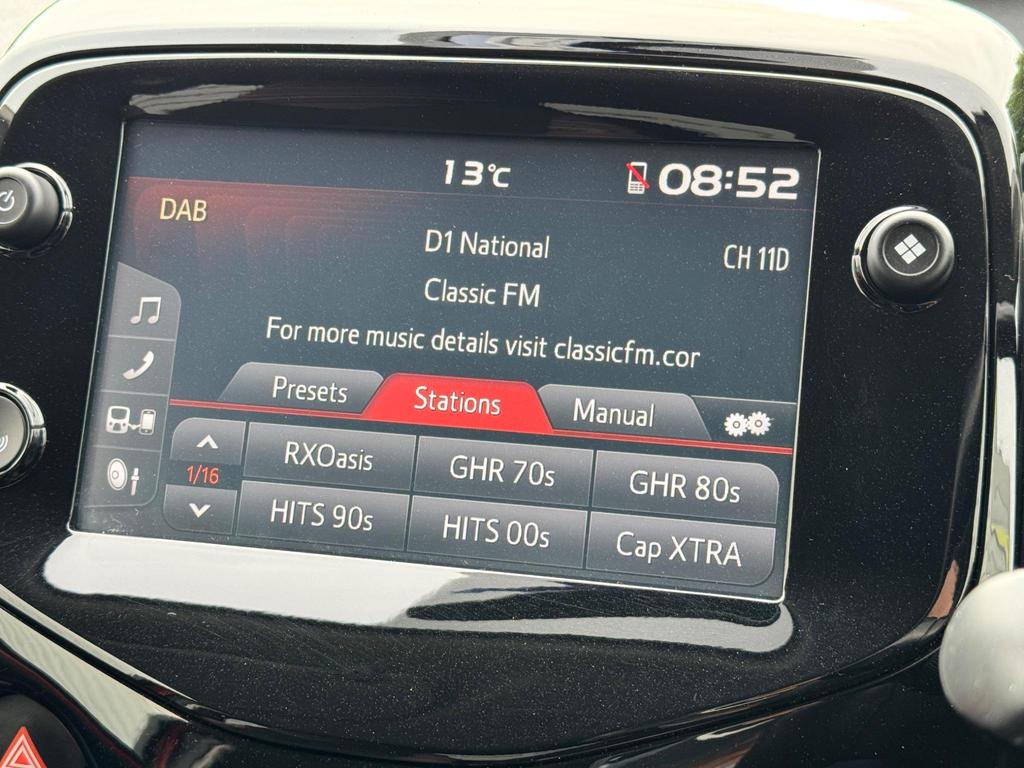 13°C 08:52
DAB
D1 National CH 11D
Classic FM
For more music details visit classicfm.cor
Presets Stations Manual
1/16
RXOasis GHR 70s GHR 80s
HITS 90s HITS 00s Cap XTRA